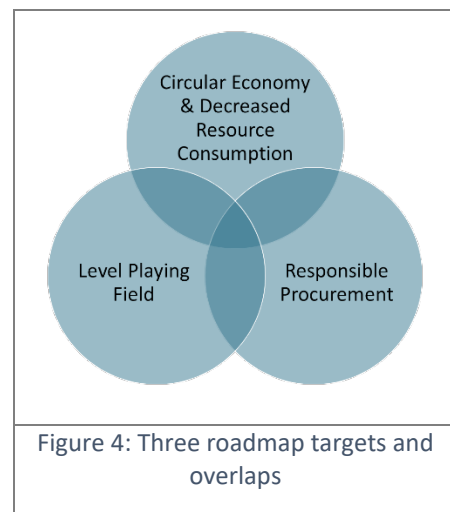 Circular Economy
& Decreased
Resource
Consumption
Level Playing
Field
Responsible
Procurement
Figure 4: Three roadmap targets and
overlaps